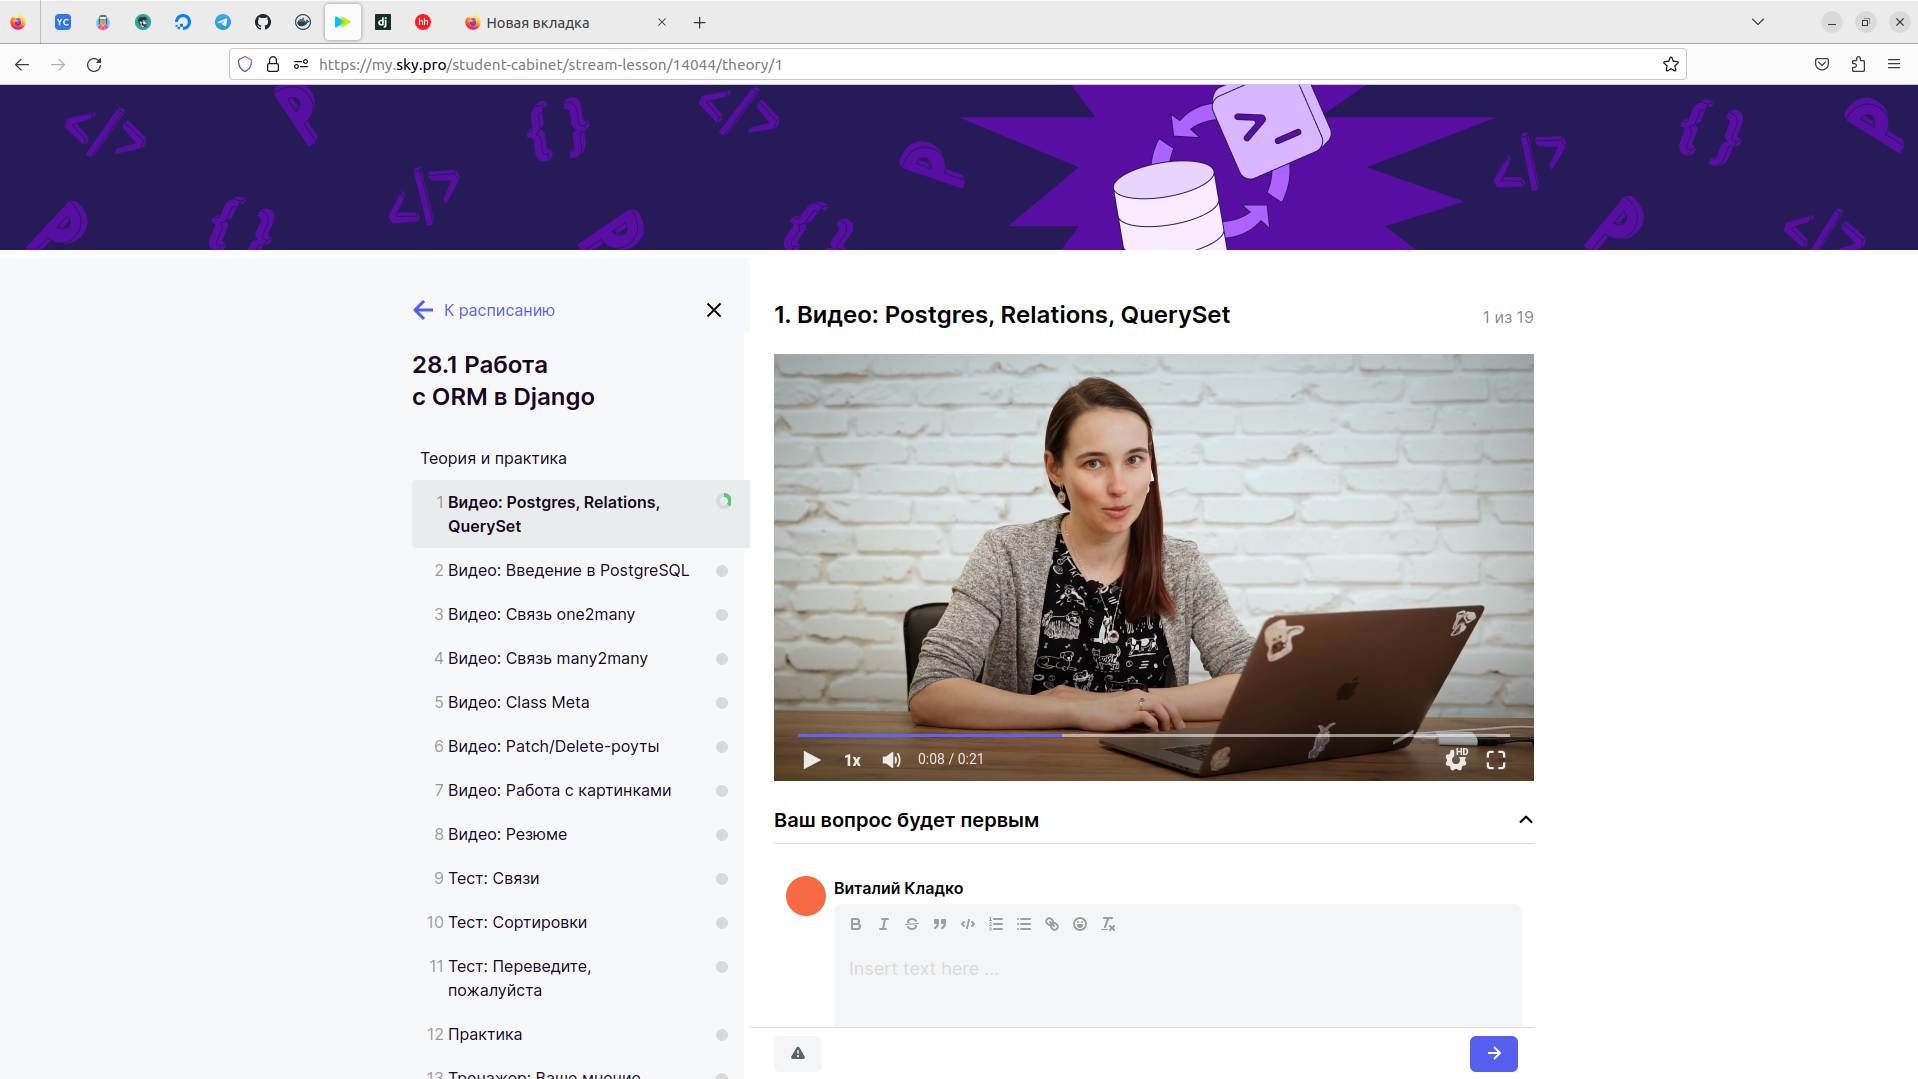 YC
dj
hh
Новая вкладка
https://my.sky.pro/student-cabinet/stream-lesson/14044/theory/1
К расписанию
28.1 Работа
с ORM в Django
Теория и практика
1 Видео: Postgres, Relations,
QuerySet
2 Видео: Введение в PostgreSQL
3 Видео: Связь one2many
4 Видео: Связь many2many
5 Видео: Class Meta
6 Видео: Patch/Delete-роуты
7 Видео: Работа с картинками
8 Видео: Резюме
9 Тест: Связи
10 Тест: Сортировки
11 Тест: Переведите,
пожалуйста
12 Практика
13 Тренажер: Ваше мнение
1. Видео: Postgres, Relations, QuerySet
1 из 19
1x
0:08 / 0:21
HD
Ваш вопрос будет первым
Виталий Кладко
Insert text here ...